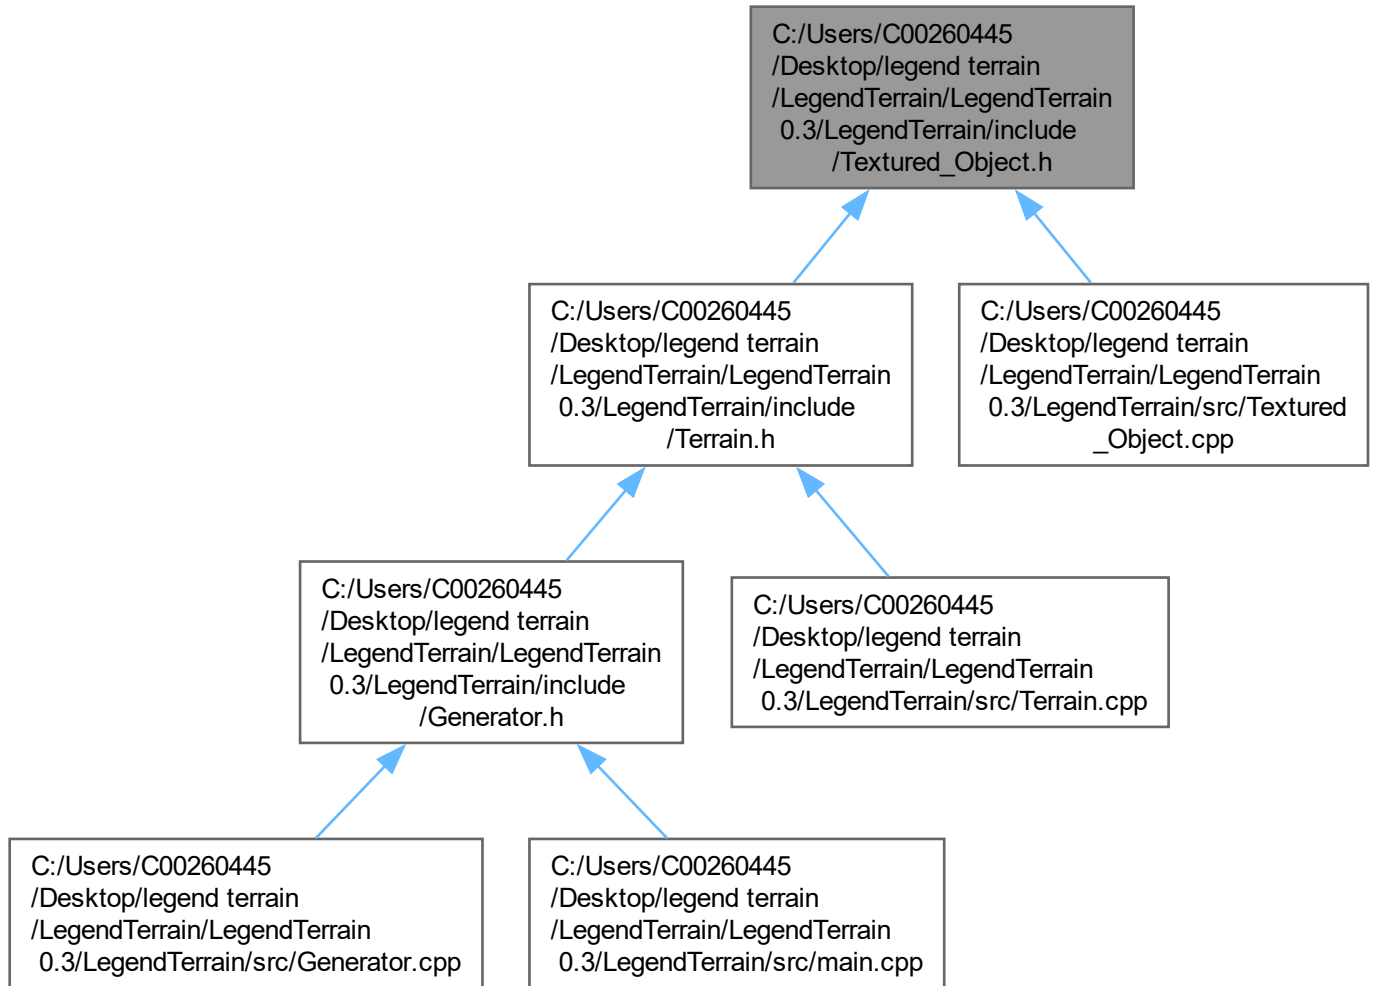 C:/Users/C00260445
/Desktop/legend terrain
/LegendTerrain/LegendTerrain
0.3/LegendTerrain/include
/Textured_Object.h
C:/Users/C00260445
/Desktop/legend terrain
/LegendTerrain/LegendTerrain
0.3/LegendTerrain/include
/Terrain.h
C:/Users/C00260445
/Desktop/legend terrain
/LegendTerrain/LegendTerrain
0.3/LegendTerrain/src/Textured
_Object.cpp
C:/Users/C00260445
/Desktop/legend terrain
/LegendTerrain/LegendTerrain
0.3/LegendTerrain/include
/Generator.h
C:/Users/C00260445
/Desktop/legend terrain
/LegendTerrain/LegendTerrain
0.3/LegendTerrain/src/Terrain.cpp
C:/Users/C00260445
/Desktop/legend terrain
/LegendTerrain/LegendTerrain
0.3/LegendTerrain/src/Generator.cpp
C:/Users/C00260445
/Desktop/legend terrain
/LegendTerrain/LegendTerrain
0.3/LegendTerrain/src/main.cpp